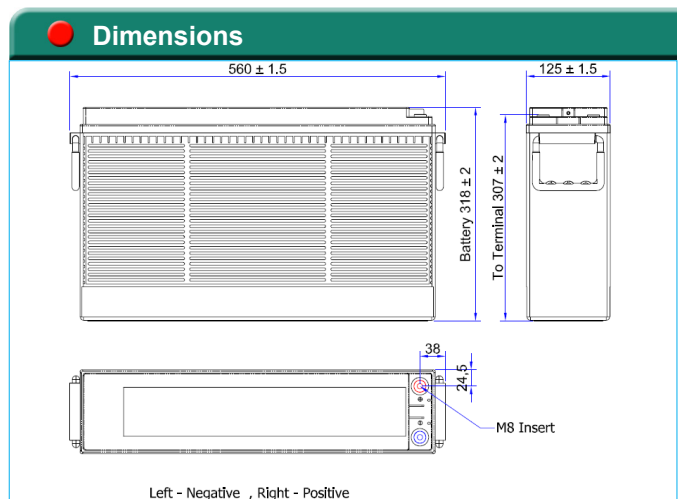 Dimensions
560 ± 1.5
125 ± 1.5
Battery 318 ± 2
To Terminal 307 ± 2
38
24,5
M8 Insert
Left - Negative , Right - Positive